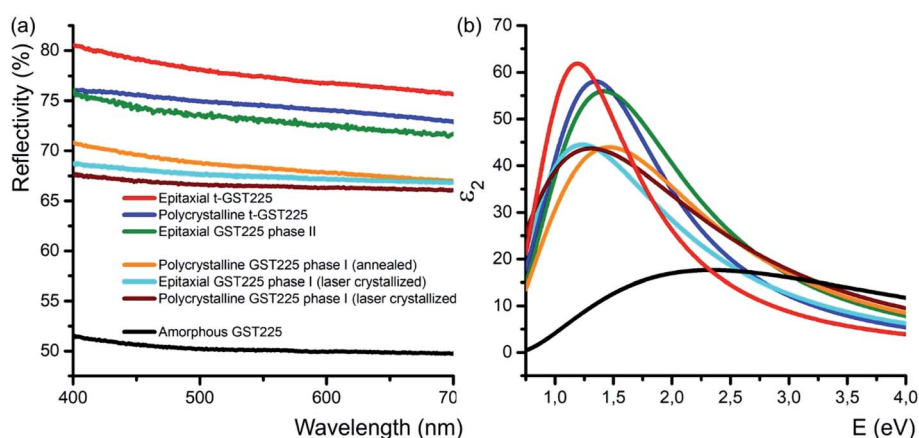 (a)
Reflectivity (%)
80
75
70
65
60
55
50
Epitaxial t-GST225
Polycrystalline t-GST225
Epitaxial GST225 phase II
Polycrystalline GST225 phase I (annealed)
Epitaxial GST225 phase I (laser crystallized)
Polycrystalline GST225 phase I (laser crystallized
Amorphous GST225
400 500 600 70
Wavelength (nm)
(b)
ε2
70
60
50
40
30
20
10
0
1,0 1,5 2,0 2,5 3,0 3,5 4,0
E (eV)